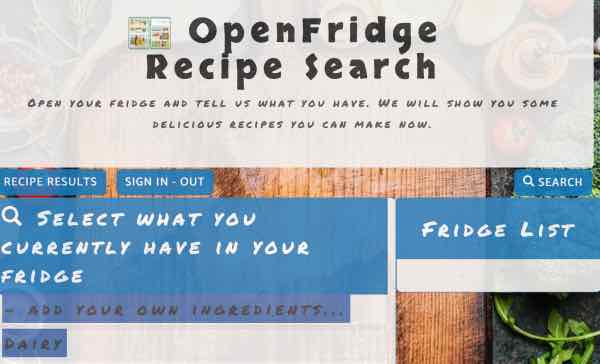 OpenFridge
Recipe Search
Open your fridge and tell us what you have. We will show you some
delicious recipes you can make now.
RECIPE RESULTS SIGN IN - OUT SEARCH
Select what you
currently have in your
fridge
Fridge List
- add your own ingredients...
Dairy